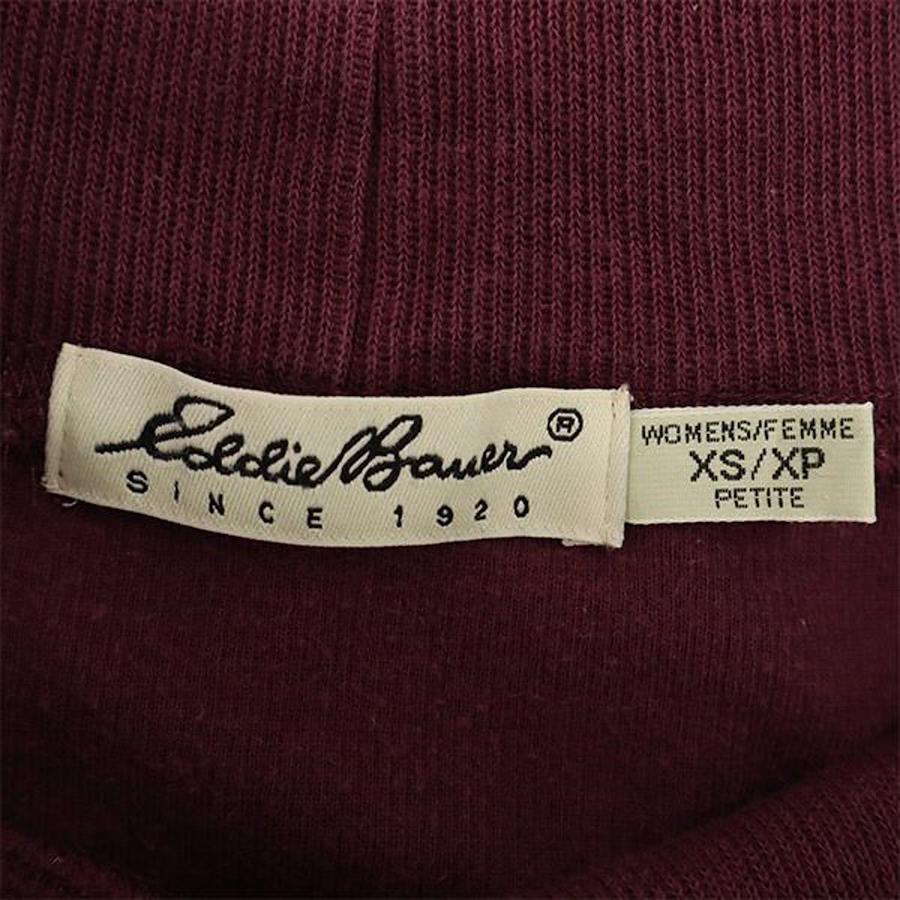 Eddie Bauer ®
SINCE 1920
WOMENS/FEMME
XS/XP
PETITE